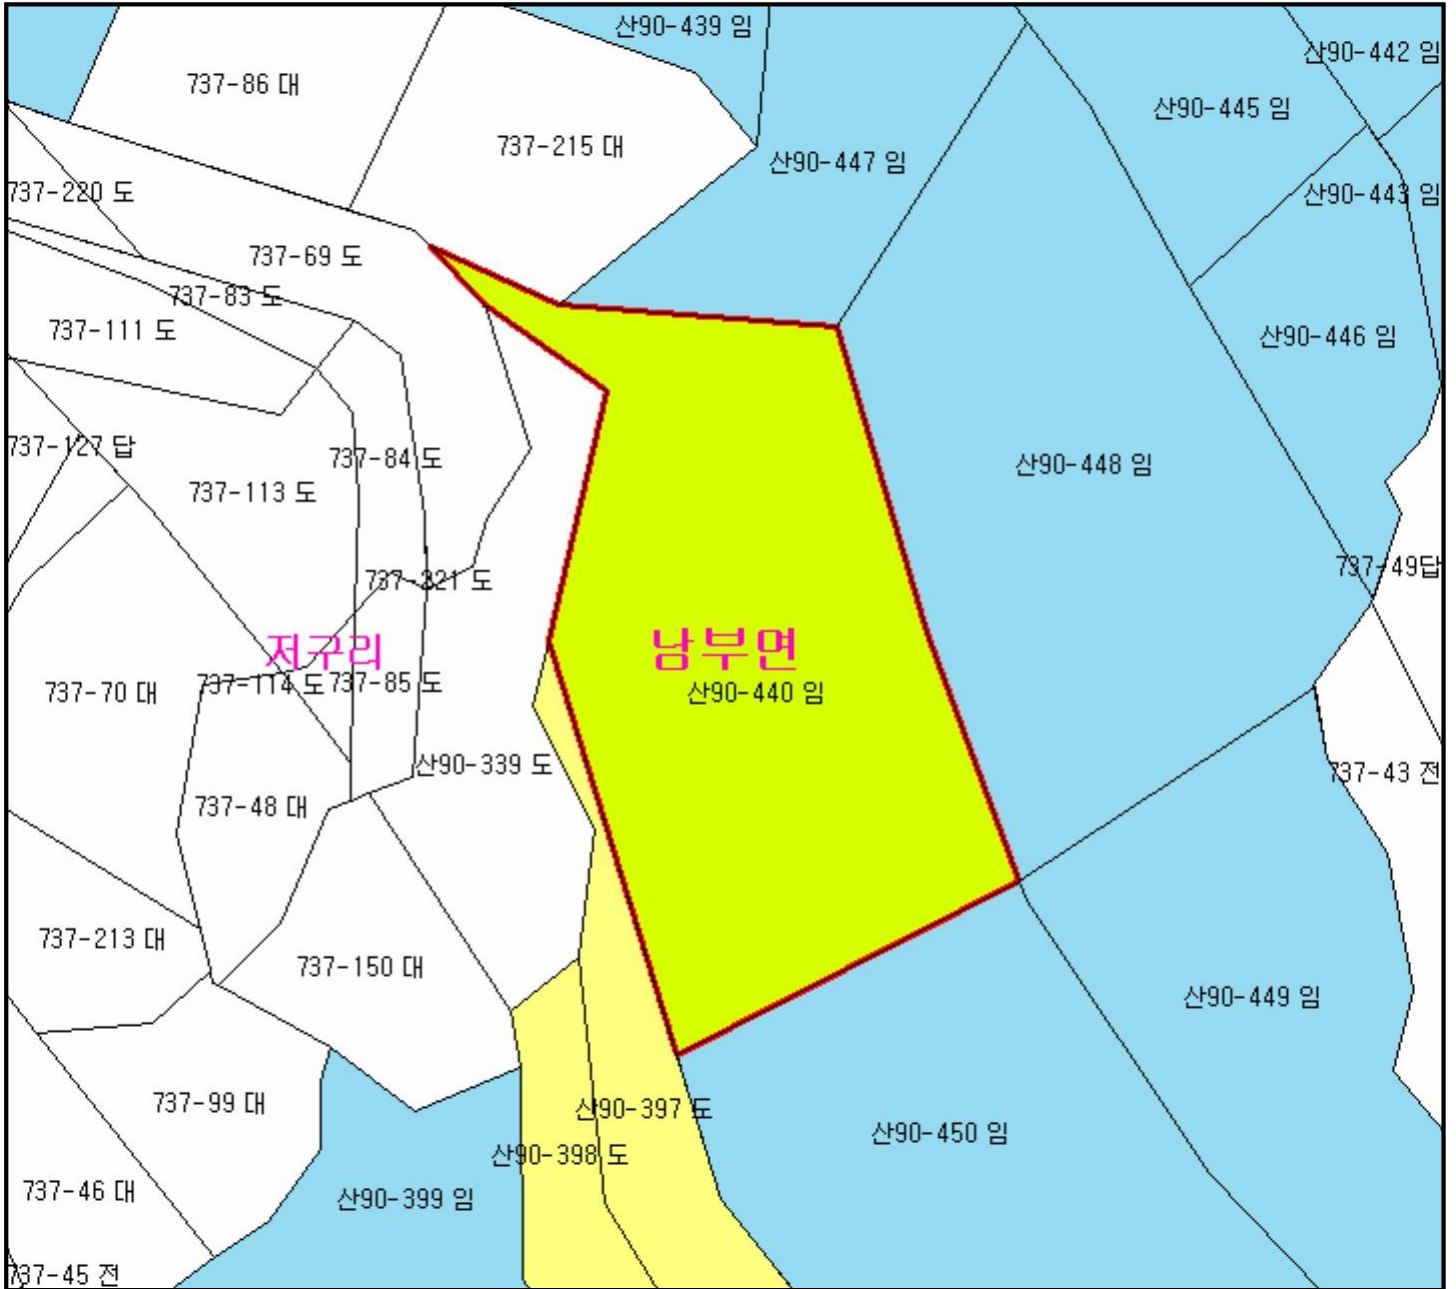 산90-439 임
산90-442 임
737-86 대
산90-445 임
737-215 대
산90-447 임
737-220 도
산90-443 임
737-69 도
737-83 도
737-111 도
산90-446 임
737-127 답
737-84 도
산90-448 임
737-113 도
737-49답
737-321 도
저구리
남부면
737-114 도
737-85 도
737-70 대
산90-440 임
산90-339 도
737-43 전
737-48 대
737-213 대
737-150 대
산90-449 임
737-99 대
산90-397 도
산90-450 임
산90-398 도
737-46 대
산90-399 임
737-45 전